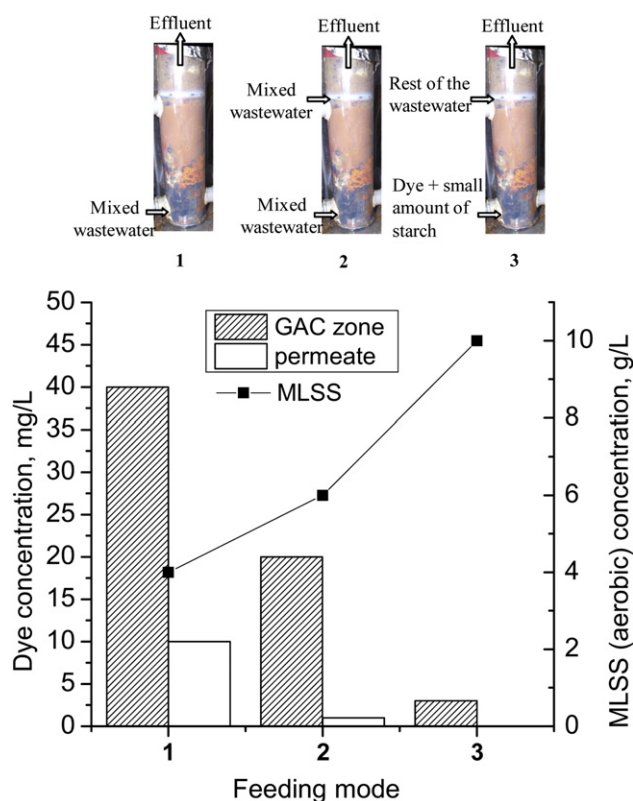 Effluent
Effluent
Effluent
Mixed
wastewater
Rest of the
wastewater
Mixed
wastewater
Mixed
wastewater
Dye + small
amount of
starch
1
2
3
GAC zone
permeate
MLSS
Dye concentration, mg/L
50
45
40
35
30
25
20
15
10
5
0
MLSS (aerobic) concentration, g/L
10
8
6
4
2
0
1
2
3
Feeding mode